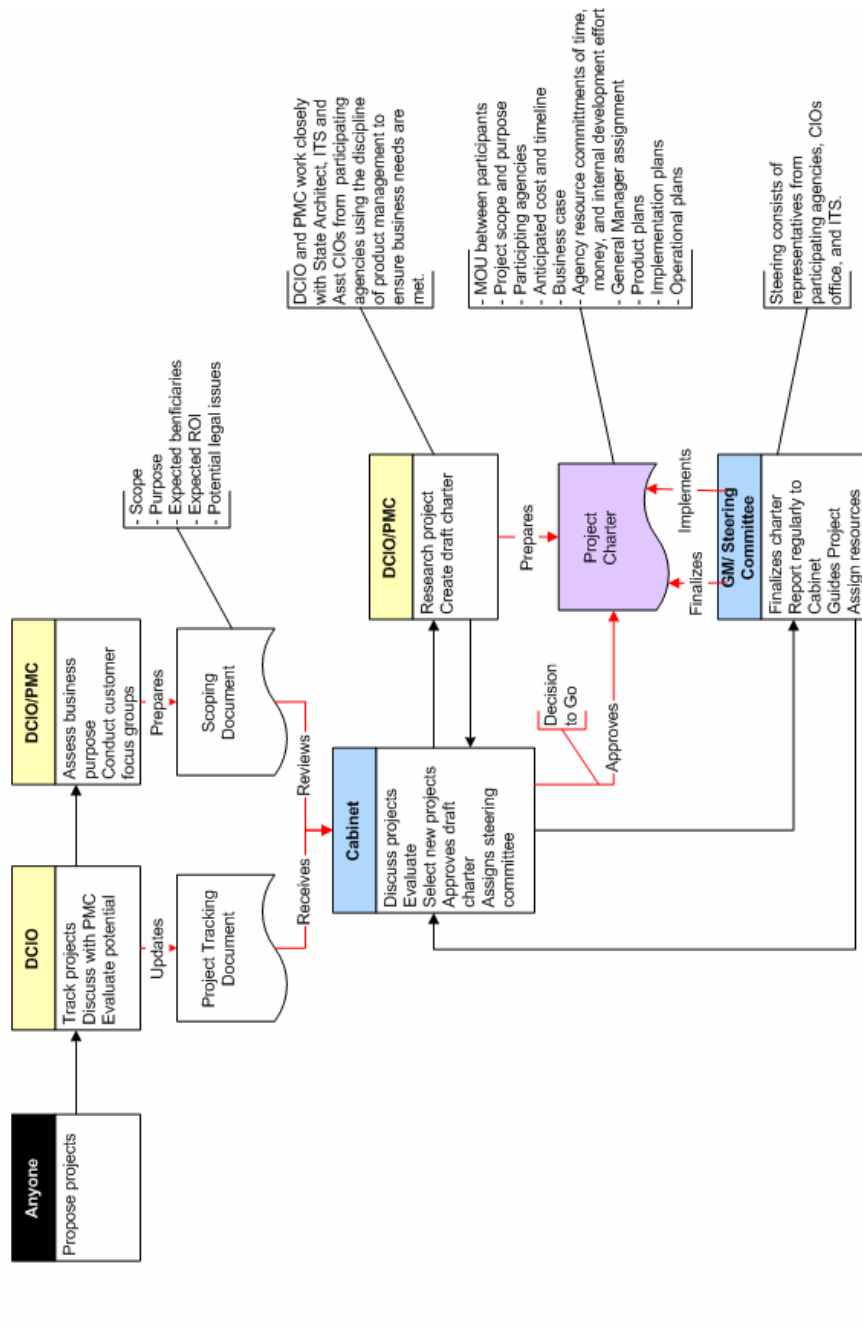 Anyone
Propose projects
DCIO
Track projects
Discuss with PMC
Evaluate potential
DCIO/PMC
Assess business
purpose
Conduct customer
focus groups
Updates
Prepares
Project Tracking
Document
Scoping
Document
- Scope
- Purpose
- Expected benficiaries
- Expected ROI
- Potential legal issues
Receives
Reviews
Cabinet
Discuss projects
Evaluate
Select new projects
Approves draft
charter
Assigns steering
committee
DCIO/PMC
Research project
Create draft charter
DCIO and PMC work closely
with State Architect, ITS and
Asst CIOs from participating
agencies using the discipline
of product management to
ensure business needs are
met.
Prepares
Decision
to Go
Approves
Project
Charter
- MOU between participants
- Project scope and purpose
- Participting agencies
- Anticipated cost and timeline
- Business case
- Agency resource committments of time,
money, and internal development effort
- General Manager assignment
- Product plans
- Implementation plans
- Operational plans
Finalizes
Implements
GM/ Steering
Committee
Finalizes charter
Report regularly to
Cabinet
Guides Project
Assign resources
Steering consists of
representatives from
participating agencies, CIOs
office, and ITS.